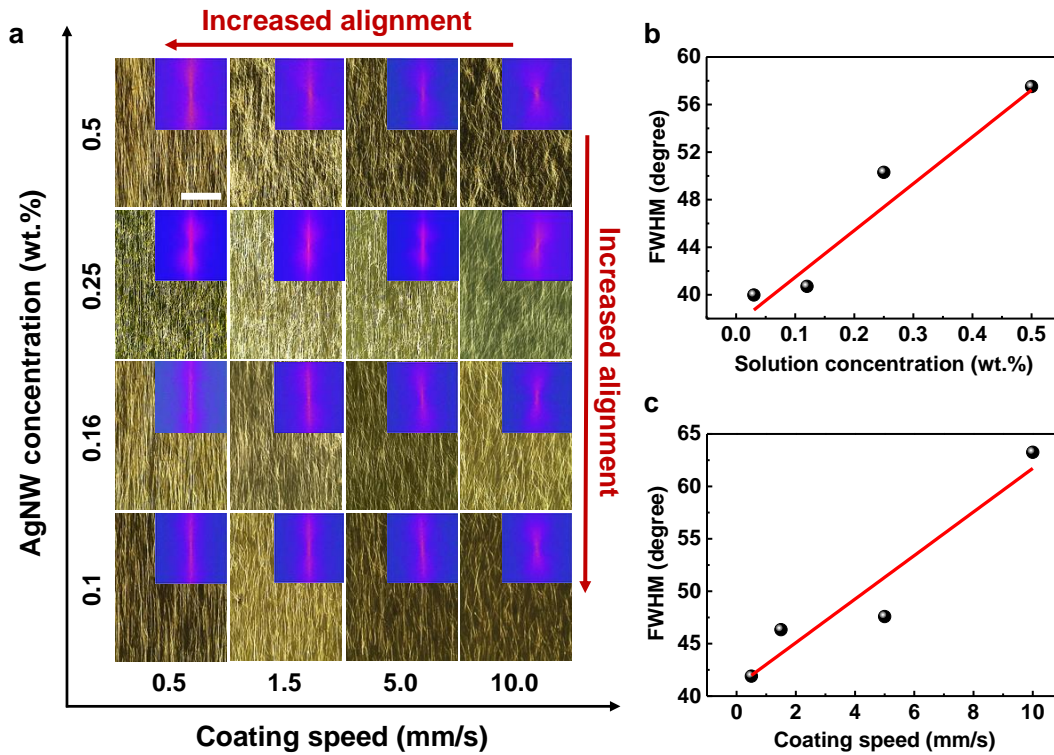 a
Increased alignment
AgNW concentration (wt.%)
0.5
0.25
0.16
0.1
Increased alignment
0.5 1.5 5.0 10.0
Coating speed (mm/s)
b
FWHM (degree)
60
56
52
48
44
40
0.0 0.1 0.2 0.3 0.4 0.5
Solution concentration (wt.%)
c
FWHM (degree)
65
60
55
50
45
40
0 2 4 6 8 10
Coating speed (mm/s)